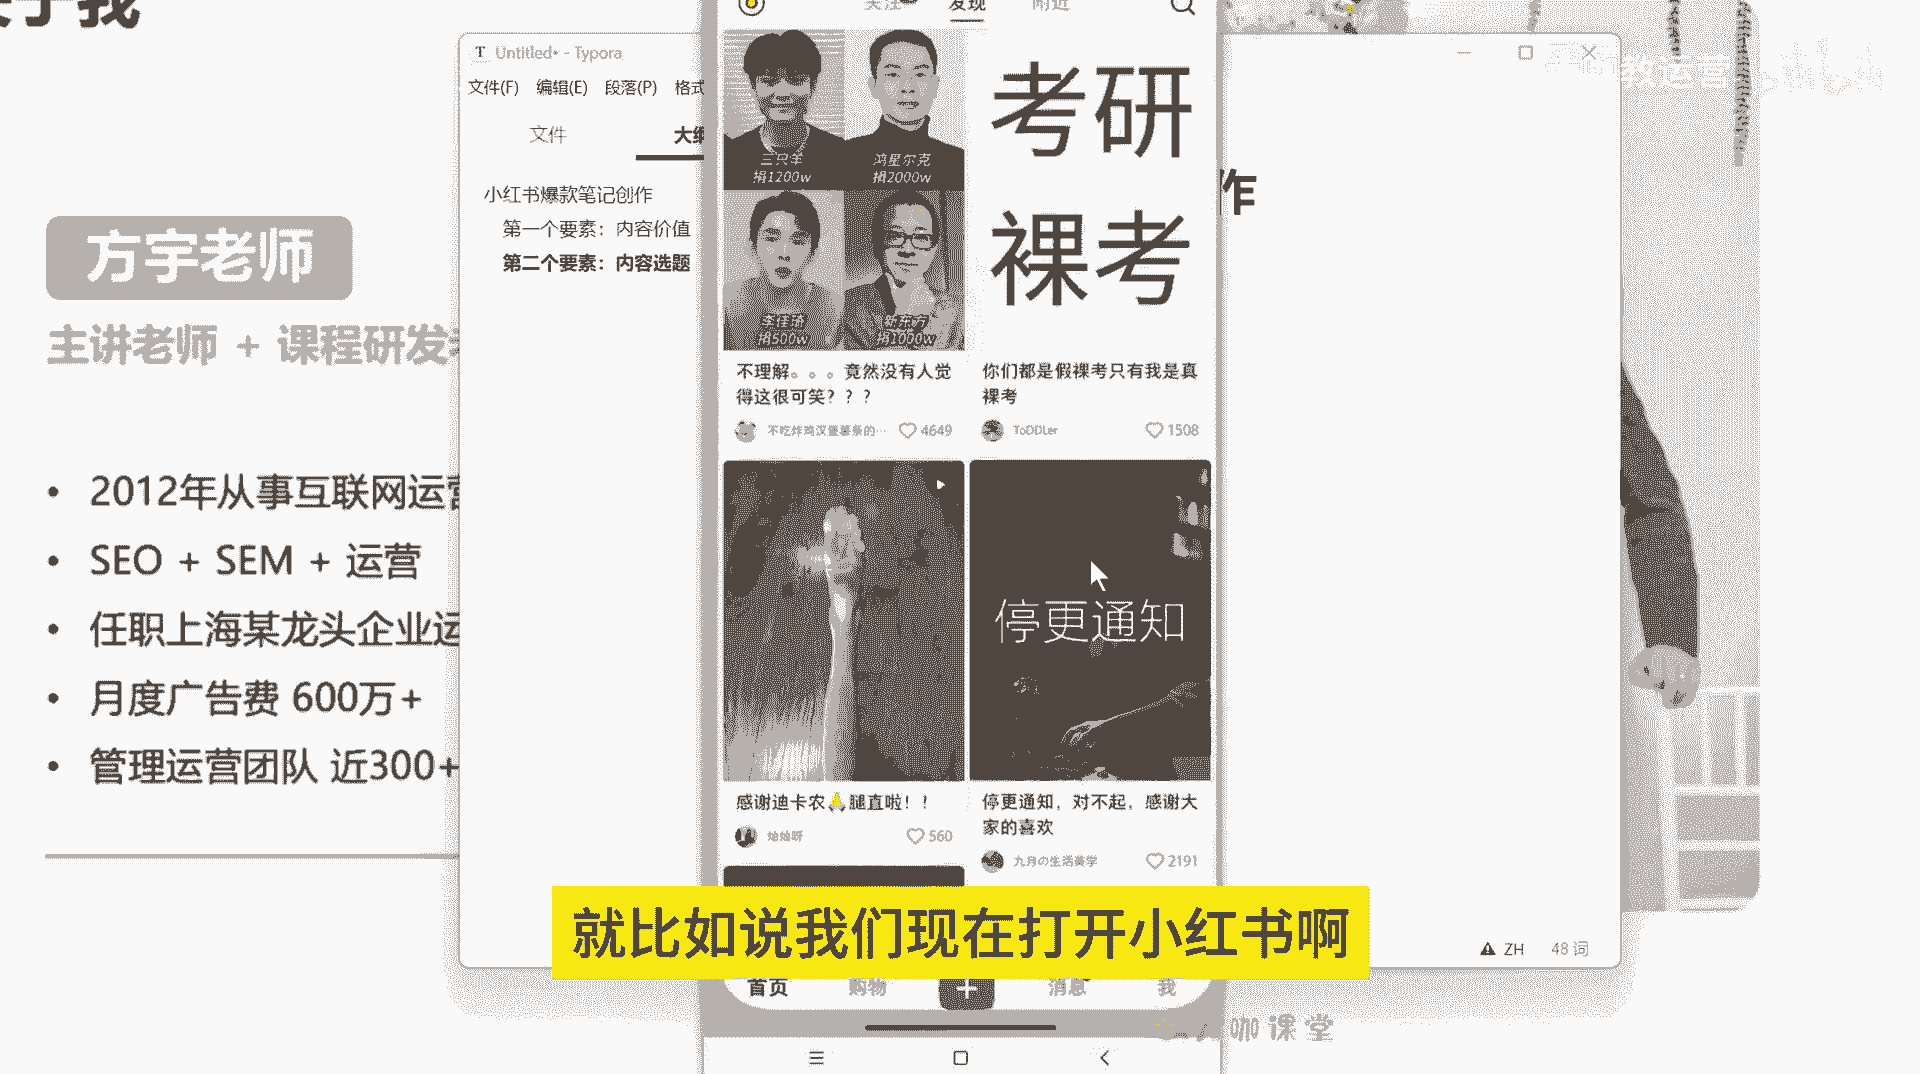 于我
方宇老师
主讲老师 + 课程研发
2012年从事互联网运营
SEO + SEM + 运营
任职上海某龙头企业运
月度广告费 600万+
管理运营团队 近300+
T Untitled• - Typora
文件(F) 编辑(E) 段落(P) 格式
文件 大纲
小红书爆款笔记创作
第一个要素：内容价值
第二个要素：内容选题
作
关注 发现 附近
三只羊
捐1200w
鸿星尔克
捐2000w
李佳琦
捐500w
新东方
捐1000w
不理解。。。竟然没有人觉
得这很可笑？？？
不吃炸鸡汉堡薯条的… 4649
考研
裸考
你们都是假裸考只有我是真
裸考
ToDDLer 1508
感谢迪卡农🙏腿直啦！！
560
停更通知
停更通知，对不起，感谢大
家的喜欢
九月の生活美学 2191
就比如说我们现在打开小红书啊
首页 购物 + 消息 我
ZH 48 词
教运营
咖课堂